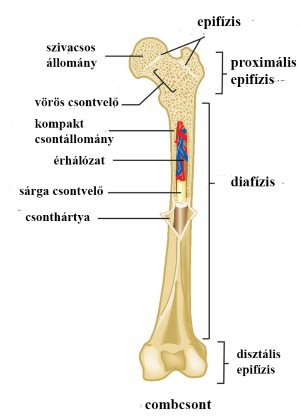 epifízis
szivacsos
állomány
proximális
epifízis
vörös csontvelő
kompakt
csontállomány
érhálózat
diafízis
sárga csontvelő
csonthártya
disztális
epifízis
combcsont